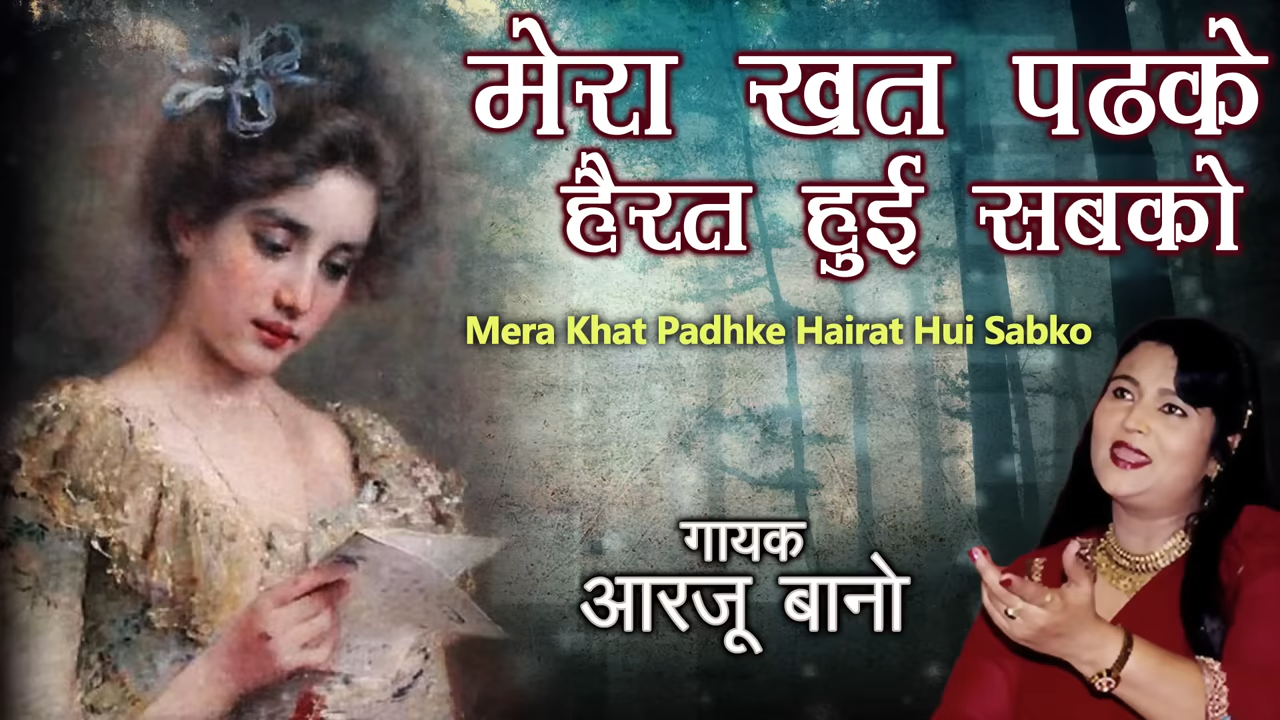 मेरा खत पढके
हैरत हुई सबको
Mera Khat Padhke Hairat Hui Sabko
गायक
आरजू बानो